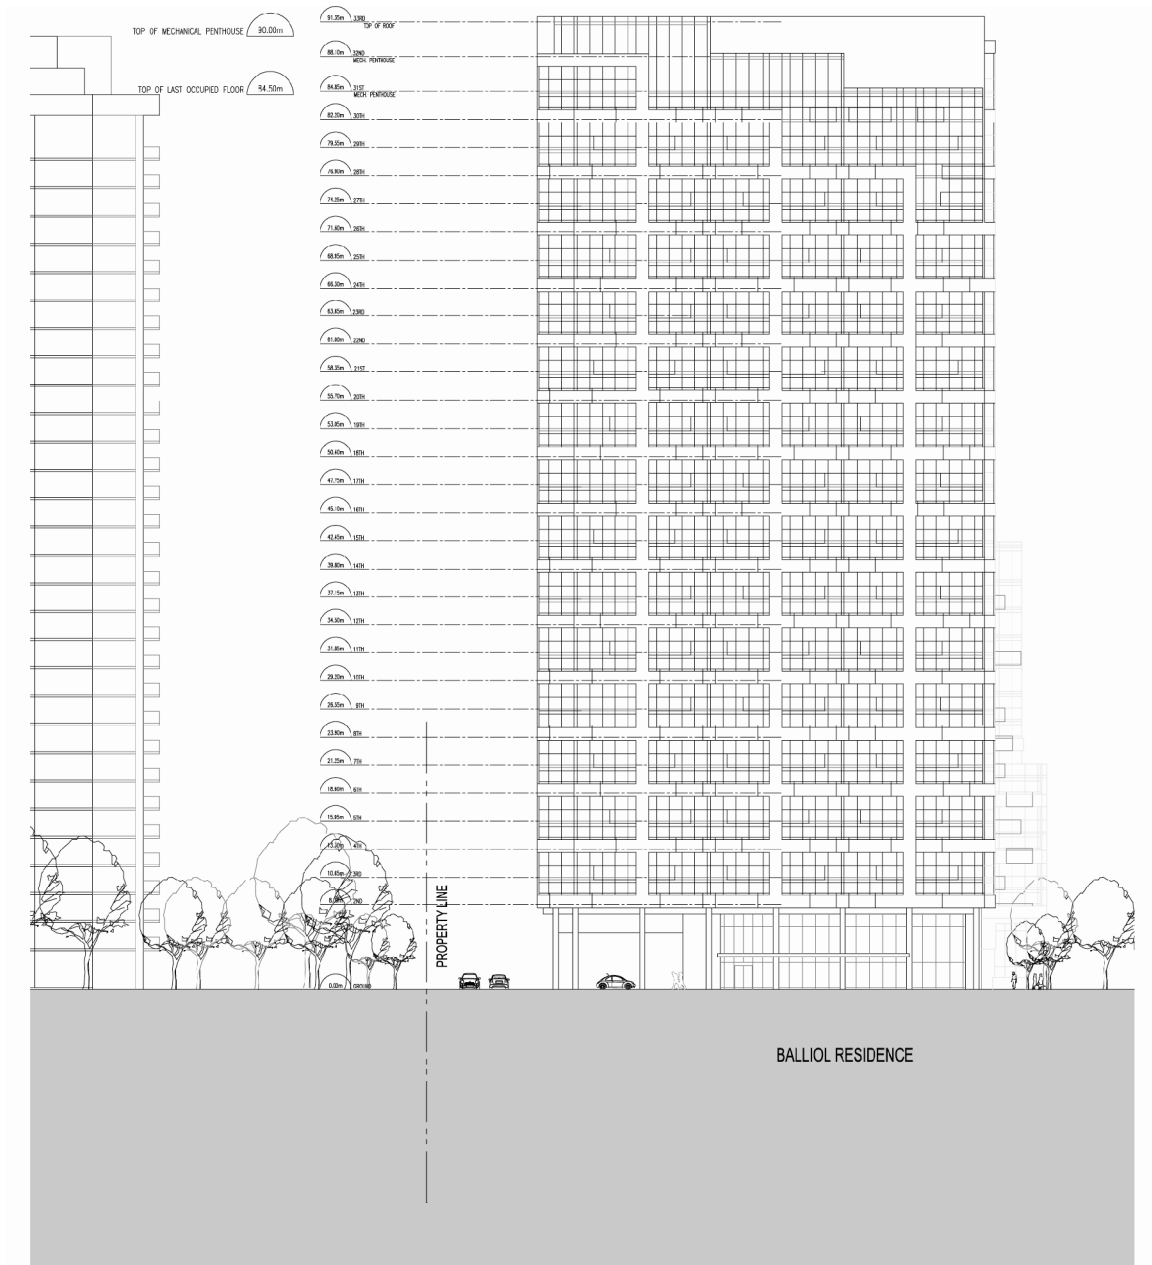 TOP OF MECHANICAL PENTHOUSE 90.00m
TOP OF LAST OCCUPIED FLOOR 84.50m
91.35m 33RD
TOP OF ROOF
88.10m 32ND
MECH. PENTHOUSE
84.85m 31ST
MECH. PENTHOUSE
82.20m 30TH
79.55m 29TH
76.90m 28TH
74.25m 27TH
71.60m 26TH
68.95m 25TH
66.30m 24TH
63.65m 23RD
61.00m 22ND
58.35m 21ST
55.70m 20TH
53.05m 19TH
50.40m 18TH
47.75m 17TH
45.10m 16TH
42.45m 15TH
39.80m 14TH
37.15m 13TH
34.50m 12TH
31.85m 11TH
29.20m 10TH
26.55m 9TH
23.90m 8TH
21.25m 7TH
18.60m 6TH
15.95m 5TH
13.30m 4TH
10.65m 3RD
2ND
0.00m GROUND
PROPERTY LINE
BALLIOL RESIDENCE